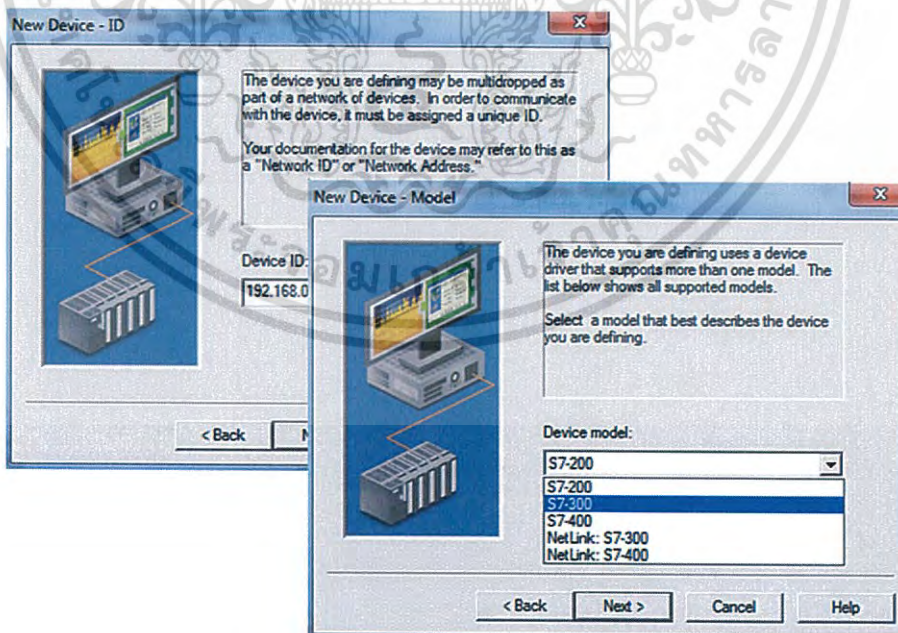 New Device - ID
The device you are defining may be multidropped as
part of a network of devices. In order to communicate
with the device, it must be assigned a unique ID.
Your documentation for the device may refer to this as
a "Network ID" or "Network Address."
Device ID:
192.168.0
< Back
New Device - Model
The device you are defining uses a device
driver that supports more than one model. The
list below shows all supported models.
Select a model that best describes the device
you are defining.
Device model:
S7-200
S7-200
S7-300
S7-400
NetLink: S7-300
NetLink: S7-400
< Back
Next >
Cancel
Help